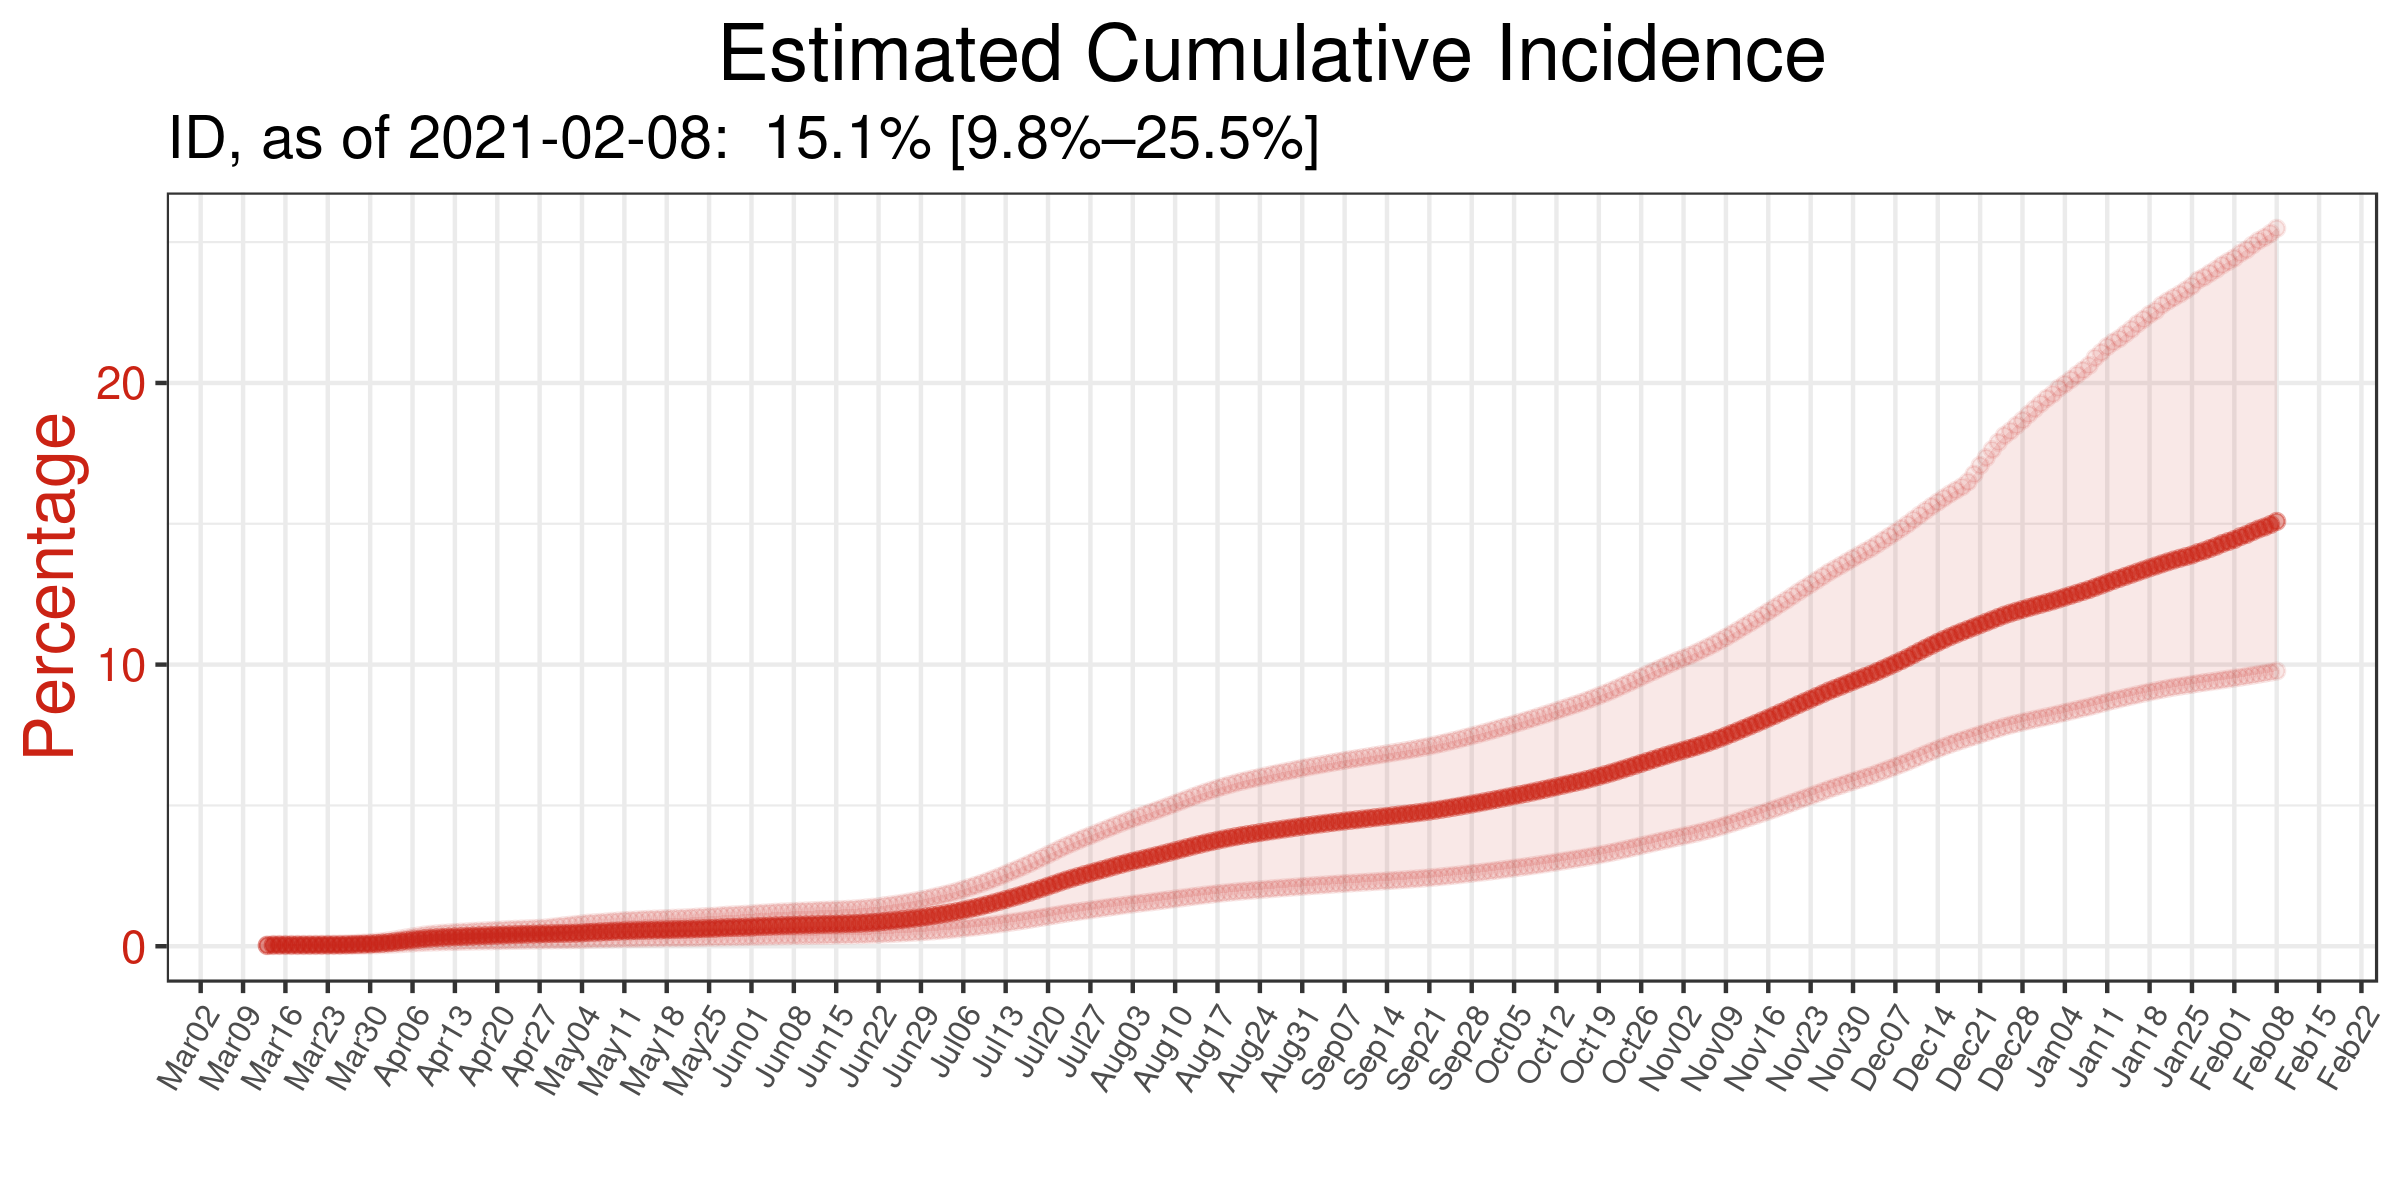 Estimated Cumulative Incidence
ID, as of 2021-02-08:  15.1% [9.8%–25.5%]
Percentage
20
10
0
Mar02
Mar09
Mar16
Mar23
Mar30
Apr06
Apr13
Apr20
Apr27
May04
May11
May18
May25
Jun01
Jun08
Jun15
Jun22
Jun29
Jul06
Jul13
Jul20
Jul27
Aug03
Aug10
Aug17
Aug24
Aug31
Sep07
Sep14
Sep21
Sep28
Oct05
Oct12
Oct19
Oct26
Nov02
Nov09
Nov16
Nov23
Nov30
Dec07
Dec14
Dec21
Dec28
Jan04
Jan11
Jan18
Jan25
Feb01
Feb08
Feb15
Feb22